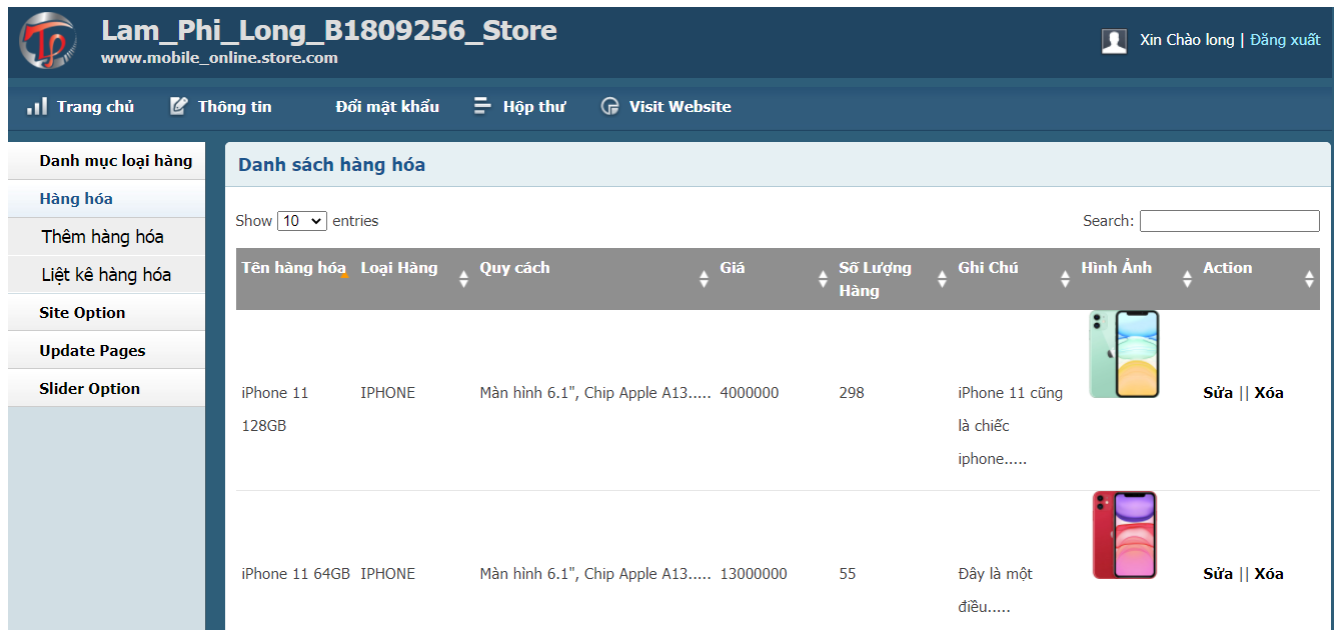 Lam_Phi_Long_B1809256_Store
www.mobile_online.store.com
Xin Chào long | Đăng xuất
Trang chủ Thông tin Đổi mật khẩu Hộp thư Visit Website
Danh mục loại hàng
Hàng hóa
Thêm hàng hóa
Liệt kê hàng hóa
Site Option
Update Pages
Slider Option
Danh sách hàng hóa
Show 10 entries
Search:
Tên hàng hóa Loại Hàng Quy cách Giá Số Lượng Ghi Chú Hình Ảnh Action
Hàng
iPhone 11 IPHONE Màn hình 6.1", Chip Apple A13..... 4000000 298 iPhone 11 cũng Sửa || Xóa
128GB là chiếc
iphone.....
iPhone 11 64GB IPHONE Màn hình 6.1", Chip Apple A13..... 13000000 55 Đây là một Sửa || Xóa
điều.....